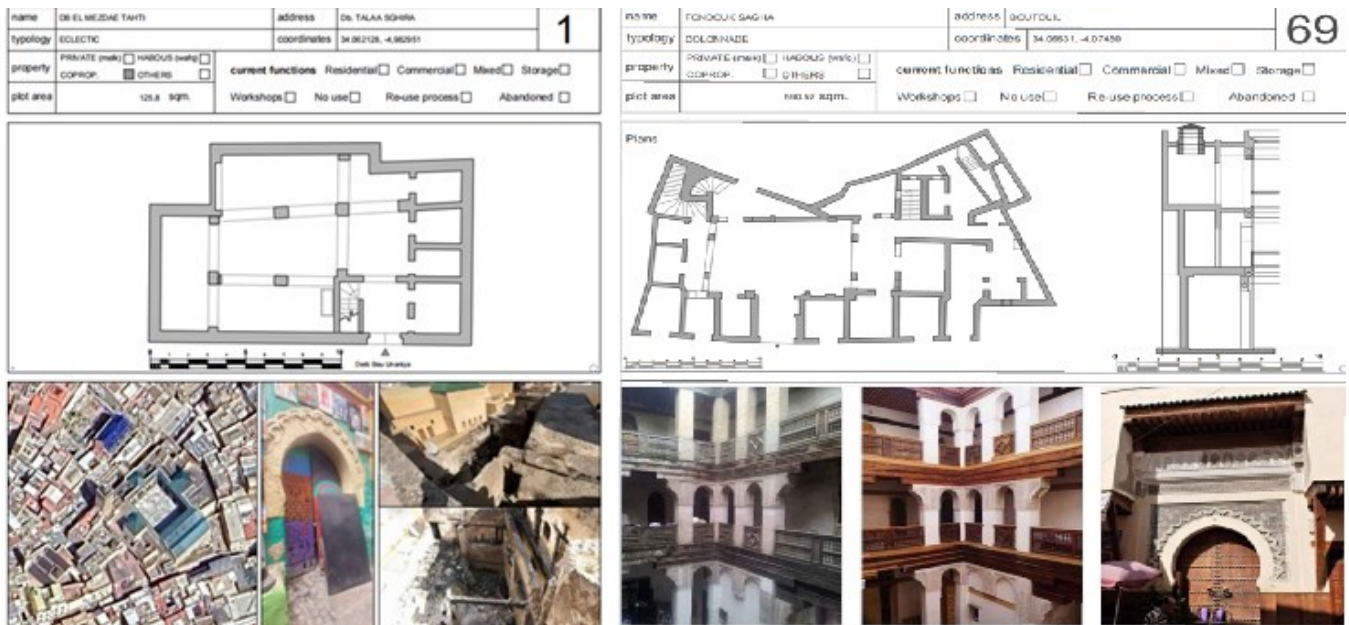 name DB EL MEZDAE TAHTI address Db. TALAA SGHIRA 1
typology ECLECTIC coordinates 34.062128, -4.982951
property PRIVATE (melk) HABOUS (waqf)
COPROP. OTHERS
current functions Residential Commercial Mixed Storage
plot area 125.8 sqm. Workshops No use Re-use process Abandoned
name FONDOUK SAGHA address BOUTOUIL 69
typology COLONNADE coordinates
property PRIVATE (melk) HABOUS (waqf)
COPROP. OTHERS
current functions Residential Commercial Mixed Storage
plot area sqm. Workshops No use Re-use process Abandoned
Plans